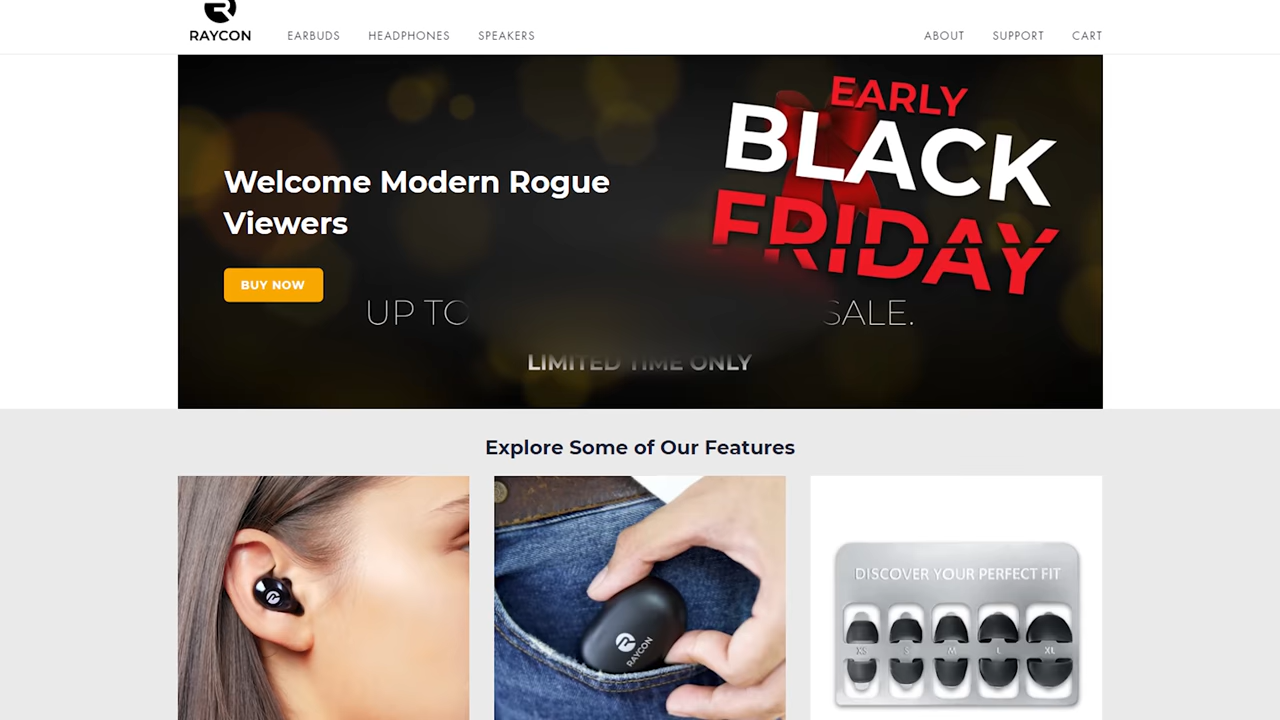 RAYCON
EARBUDS
HEADPHONES
SPEAKERS
ABOUT
SUPPORT
CART
EARLY
BLACK
FRIDAY
Welcome Modern Rogue
Viewers
BUY NOW
UP TO
SALE.
LIMITED TIME ONLY
Explore Some of Our Features
RAYCON
DISCOVER YOUR PERFECT FIT
XS S M L XL